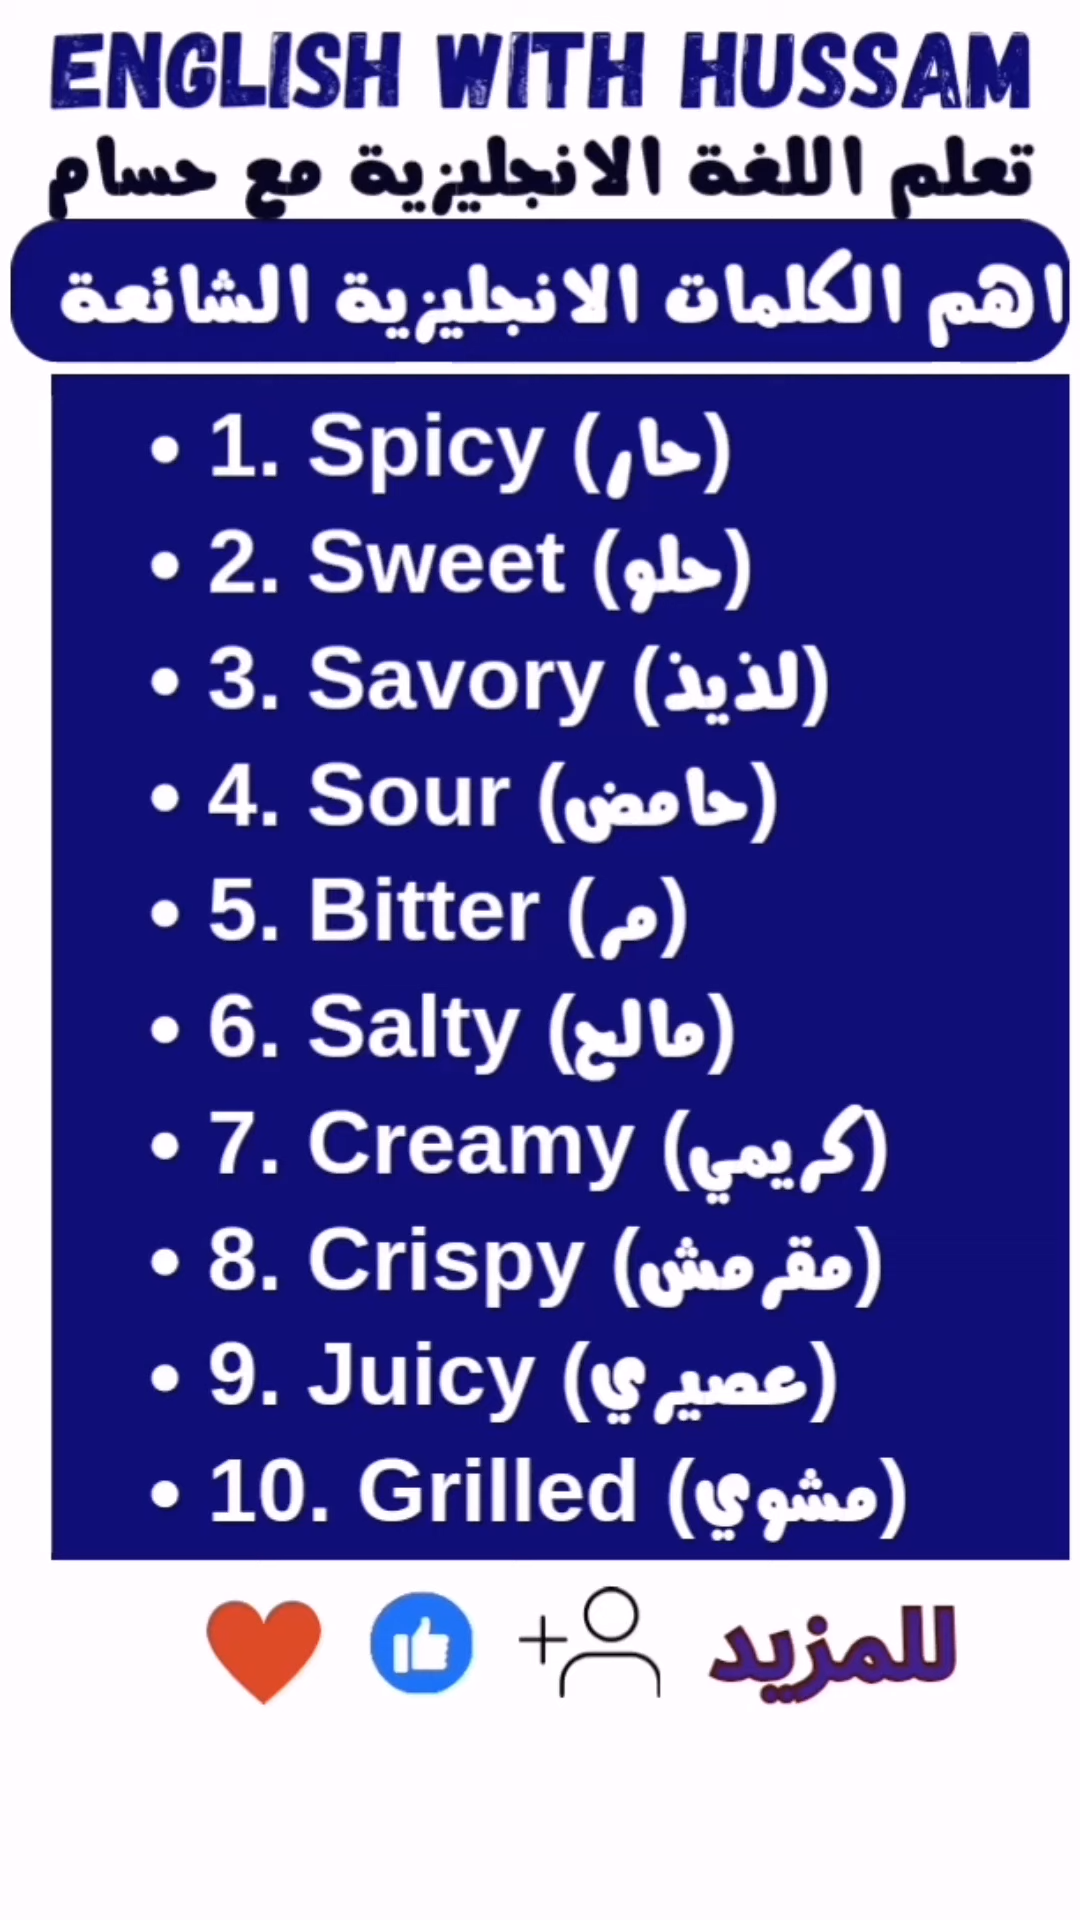 ENGLISH WITH HUSSAM
تعلم اللغة الانجليزية مع حسام
اهم الكلمات الانجليزية الشائعة
• 1. Spicy (حار)
• 2. Sweet (حلو)
• 3. Savory (لذيذ)
• 4. Sour (حامض)
• 5. Bitter (مر)
• 6. Salty (مالح)
• 7. Creamy (كريمي)
• 8. Crispy (مقرمش)
• 9. Juicy (عصيري)
• 10. Grilled (مشوي)
للمزيد